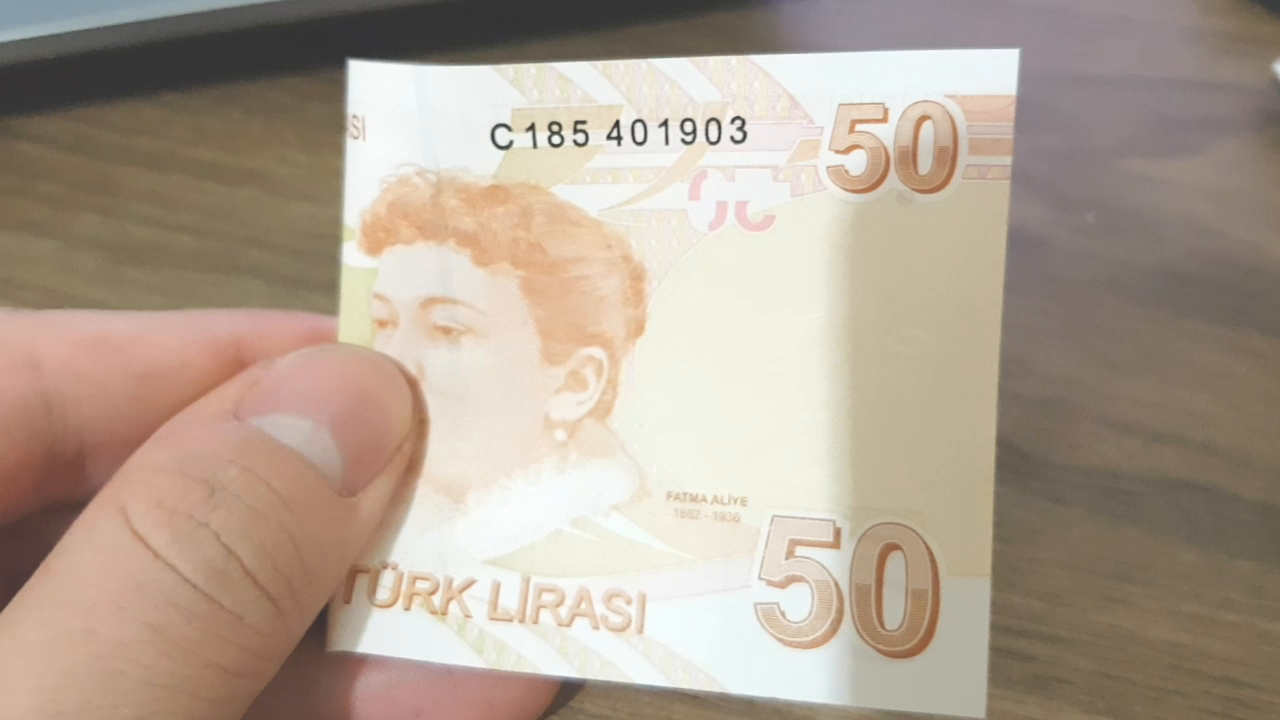 SI
C185 401903
50
FATMA ALİYE
1862 - 1936
TÜRK LİRASI
50